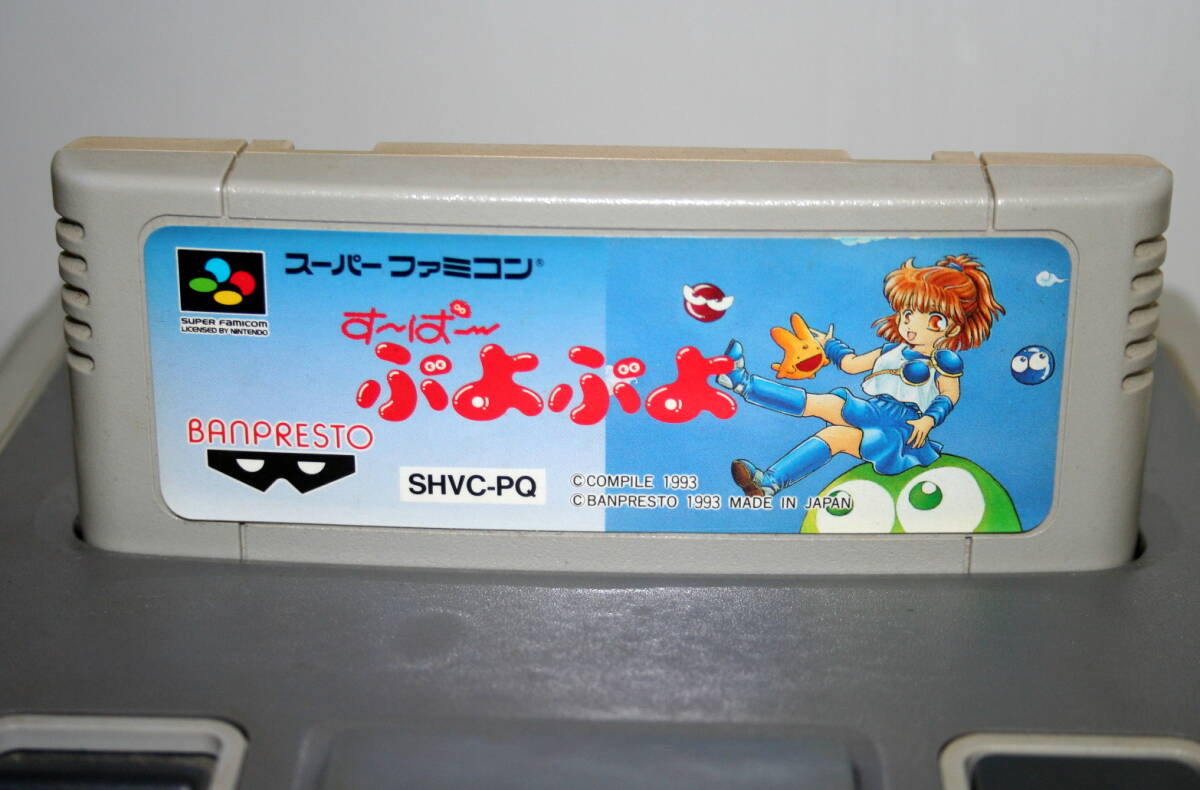 スーパーファミコン®
SUPER FAMICOM
LICENSED BY NINTENDO
す〜ぱ〜
ぷよぷよ
BANPRESTO
SHVC-PQ
©COMPILE 1993
©BANPRESTO 1993 MADE IN JAPAN